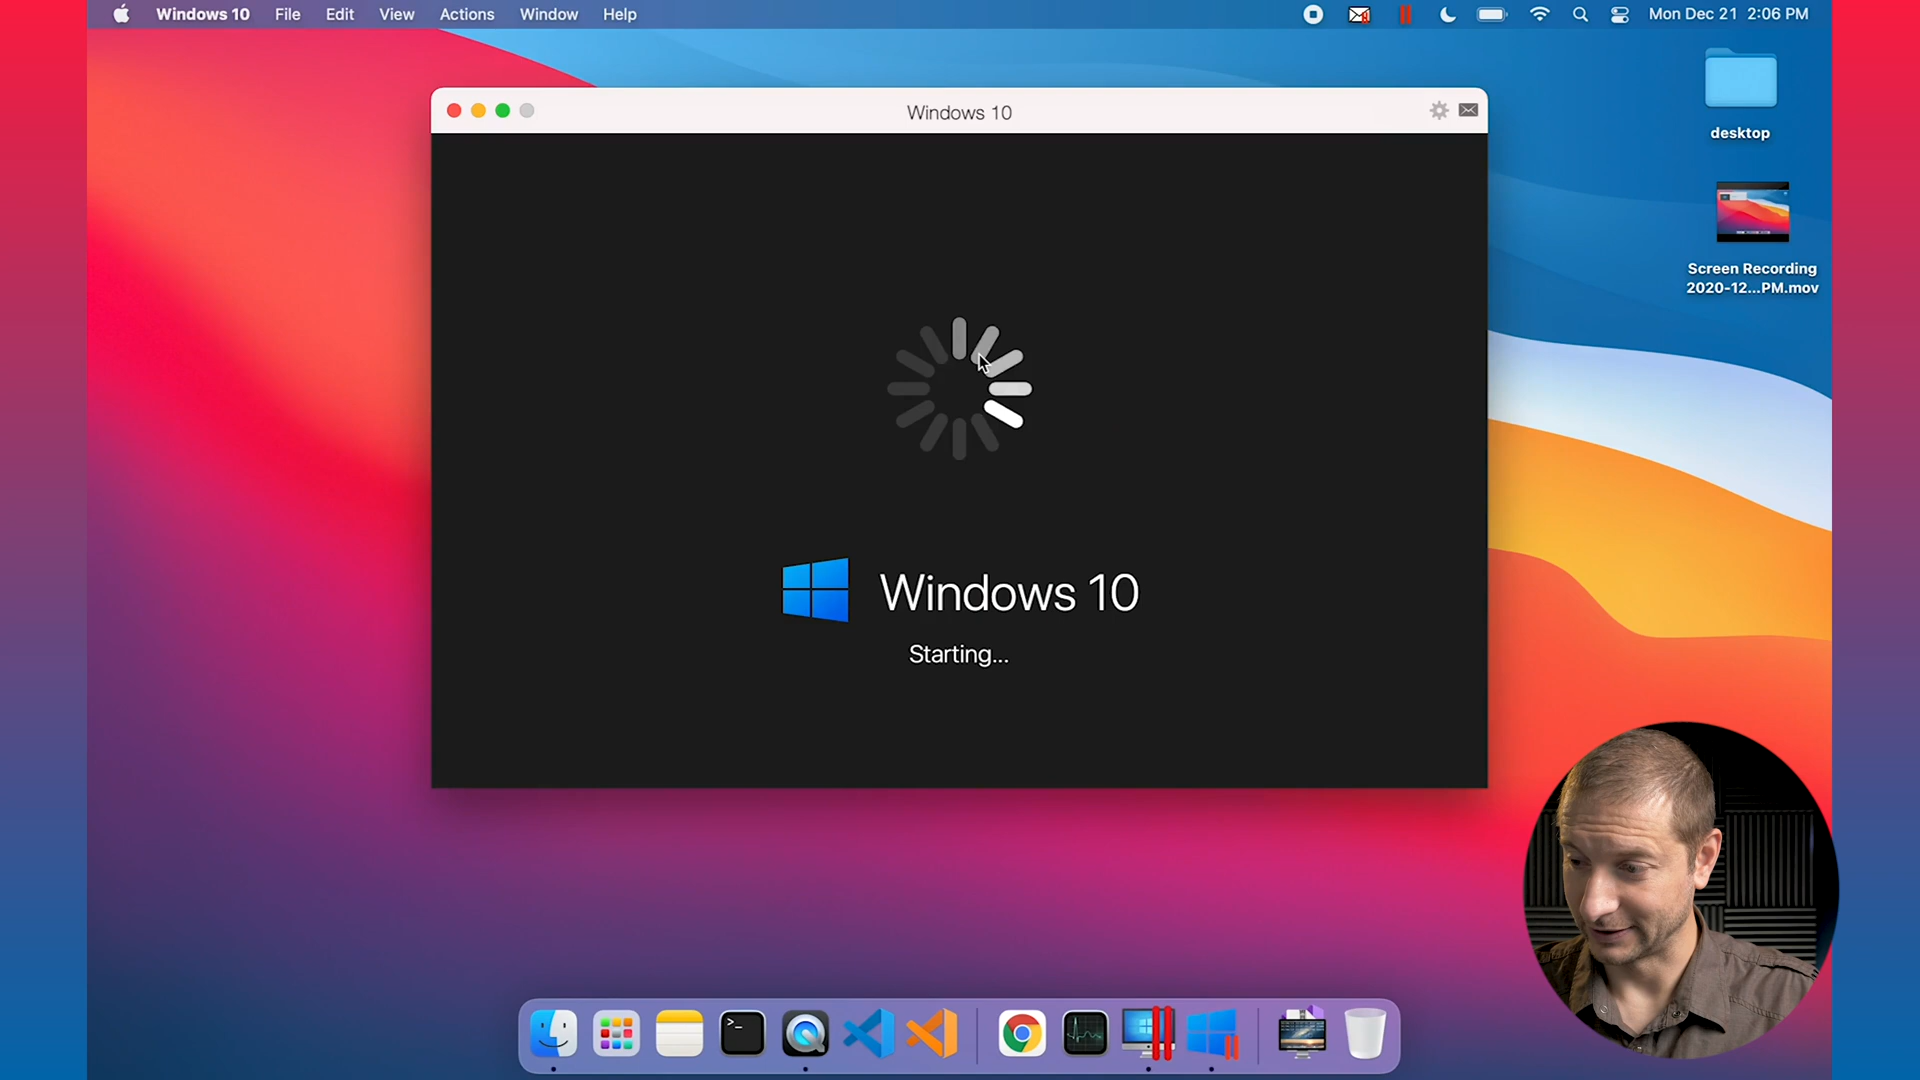 Windows 10 File Edit View Actions Window Help Mon Dec 21 2:06 PM
Windows 10
desktop
Screen Recording
2020-12...PM.mov
Windows 10
Starting...
>_